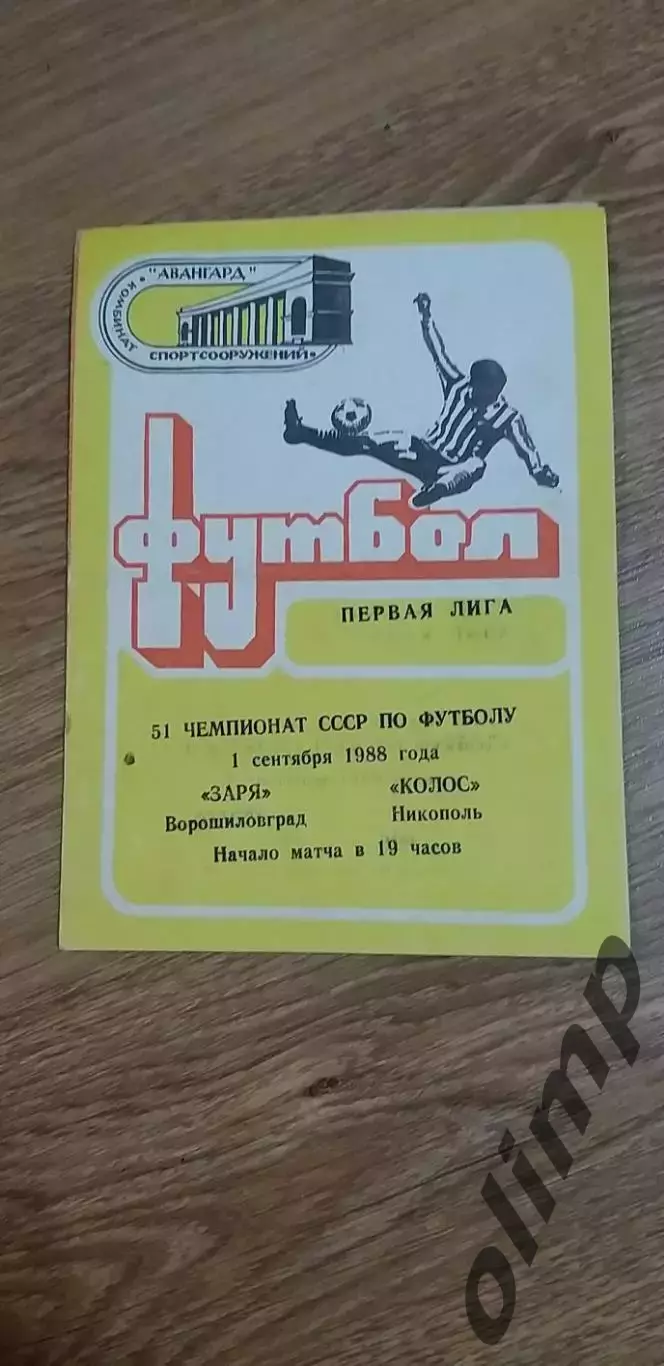 "АВАНГАРД"
КОМБИНАТ
СПОРТСООРУЖЕНИЙ
футбол
ПЕРВАЯ ЛИГА
51 ЧЕМПИОНАТ СССР ПО ФУТБОЛУ
1 сентября 1988 года
«ЗАРЯ» «КОЛОС»
Ворошиловград Никополь
Начало матча в 19 часов
olimp